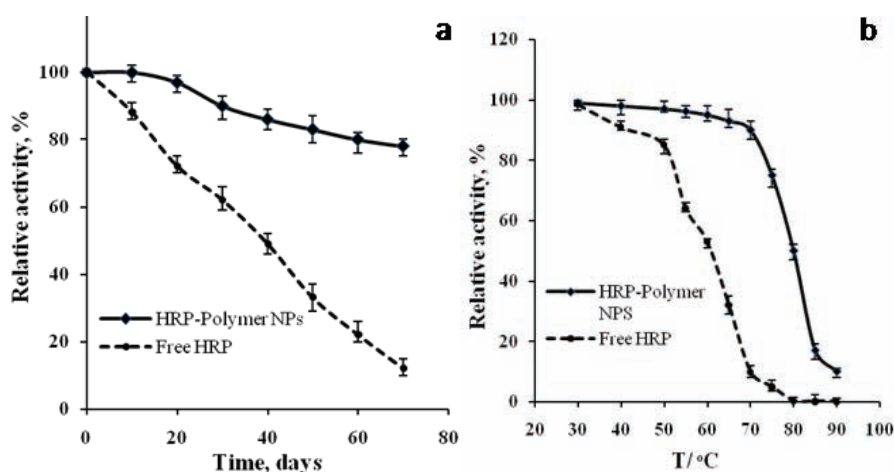 a
100
80
60
40
20
0
0 20 40 60 80
Relative activity, %
Time, days
HRP-Polymer NPs
Free HRP
b
120
100
80
60
40
20
0
20 30 40 50 60 70 80 90 100
Relative activity, %
T/ °C
HRP-Polymer
NPS
Free HRP